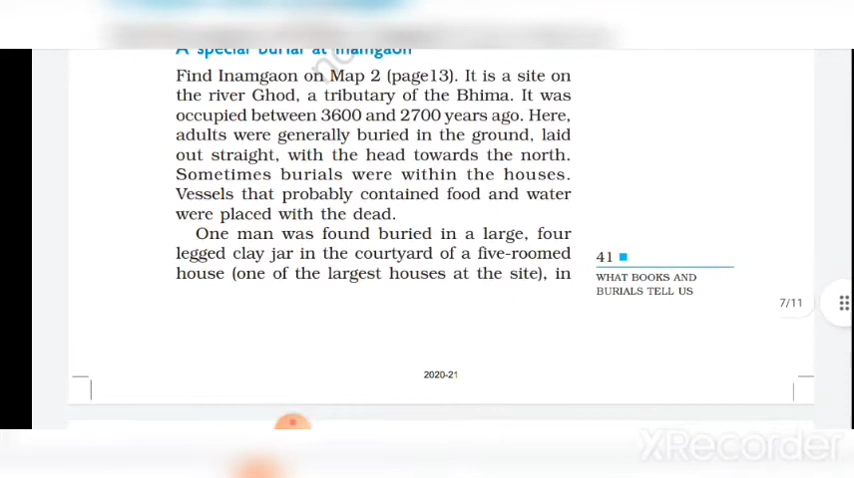 A special burial at Inamgaon
Find Inamgaon on Map 2 (page13). It is a site on
the river Ghod, a tributary of the Bhima. It was
occupied between 3600 and 2700 years ago. Here,
adults were generally buried in the ground, laid
out straight, with the head towards the north.
Sometimes burials were within the houses.
Vessels that probably contained food and water
were placed with the dead.
One man was found buried in a large, four
legged clay jar in the courtyard of a five-roomed
house (one of the largest houses at the site), in
41
WHAT BOOKS AND
BURIALS TELL US
7/11
2020-21
XRecorder